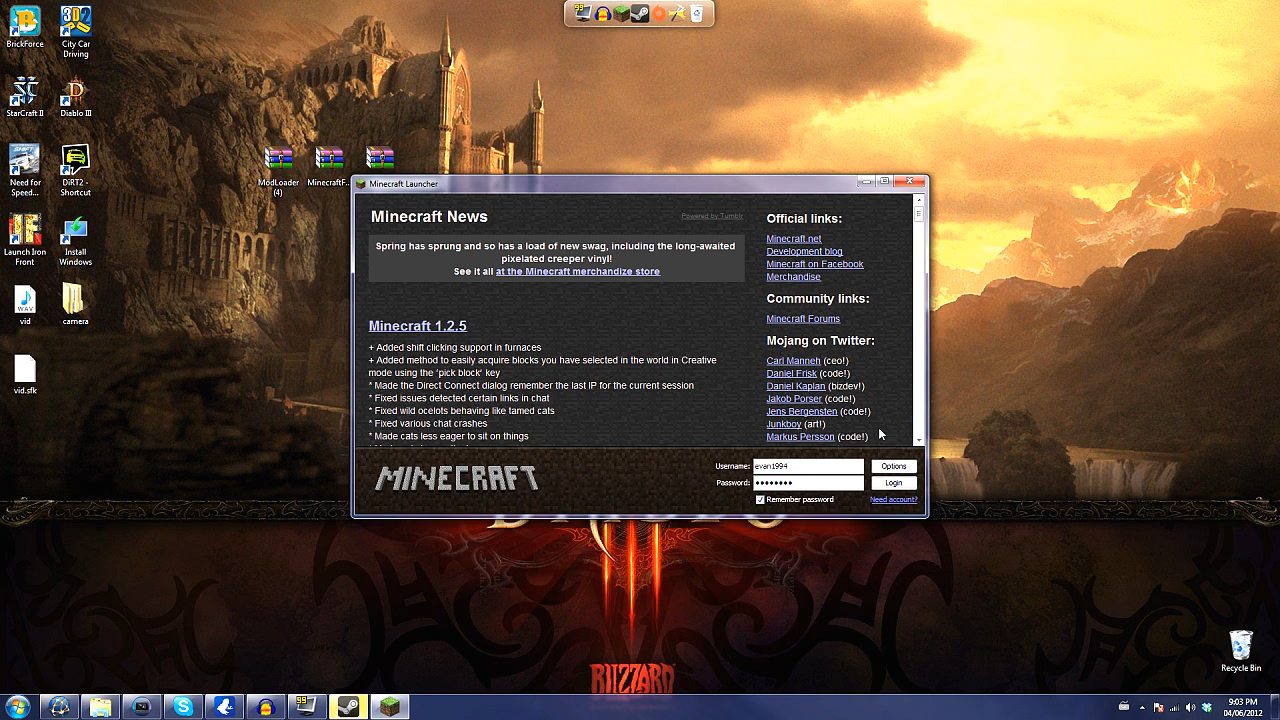 BrickForce
City Car
Driving
StarCraft II
Diablo III
Need for
Speed...
DiRT2 -
Shortcut
Launch Iron
Front
Install
Windows
WAV
vid
camera
vid.sfk
99
ModLoader
(4)
MinecraftF...
Minecraft Launcher
Minecraft News
Powered by Tumblr
Spring has sprung and so has a load of new swag, including the long-awaited
pixelated creeper vinyl!
See it all at the Minecraft merchandize store
Minecraft 1.2.5
+ Added shift clicking support in furnaces
+ Added method to easily acquire blocks you have selected in the world in Creative
mode using the 'pick block' key
* Made the Direct Connect dialog remember the last IP for the current session
* Fixed issues detected certain links in chat
* Fixed wild ocelots behaving like tamed cats
* Fixed various chat crashes
* Made cats less eager to sit on things
Official links:
Minecraft.net
Development blog
Minecraft on Facebook
Merchandise
Community links:
Minecraft Forums
Mojang on Twitter:
Carl Manneh (ceo!)
Daniel Frisk (code!)
Daniel Kaplan (bizdev!)
Jakob Porser (code!)
Jens Bergensten (code!)
Junkboy (art!)
Markus Persson (code!)
MINECRAFT
Username: evan1994
Options
Password: ••••••••
Login
Remember password
Need account?
BLIZZARD
Recycle Bin
99
9:03 PM
04/06/2012